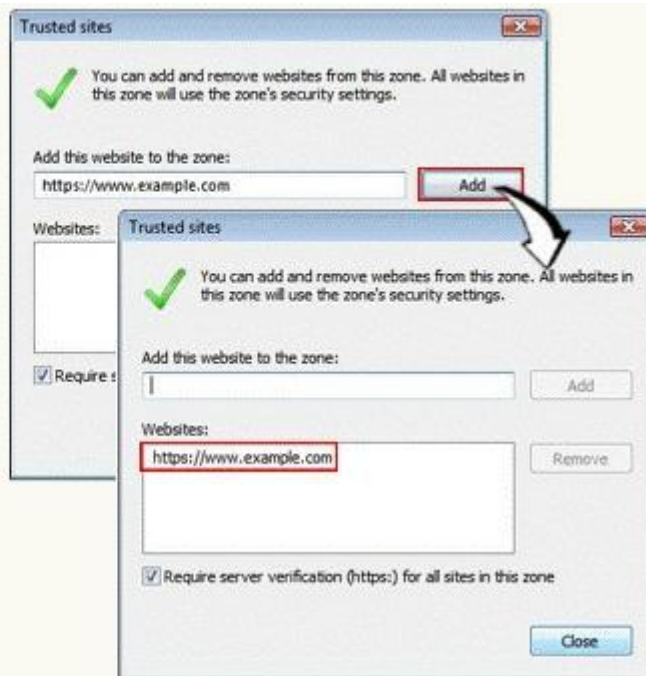 Trusted sites
You can add and remove websites from this zone. All websites in
this zone will use the zone's security settings.
Add this website to the zone:
https://www.example.com
Add
Websites:
Require s
Trusted sites
You can add and remove websites from this zone. All websites in
this zone will use the zone's security settings.
Add this website to the zone:
Add
Websites:
https://www.example.com
Remove
Require server verification (https:) for all sites in this zone
Close